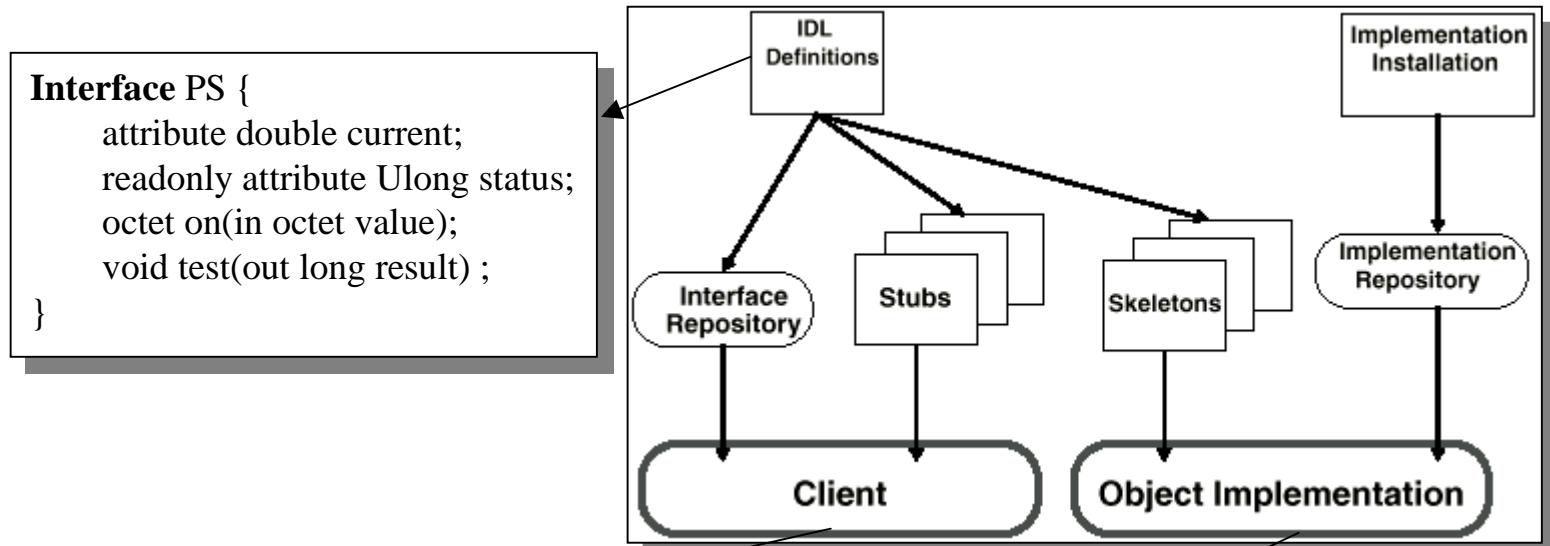 Interface PS {
attribute double current;
readonly attribute Ulong status;
octet on(in octet value);
void test(out long result) ;
}
IDL
Definitions
Implementation
Installation
Interface
Repository
Stubs
Skeletons
Implementation
Repository
Client
Object Implementation